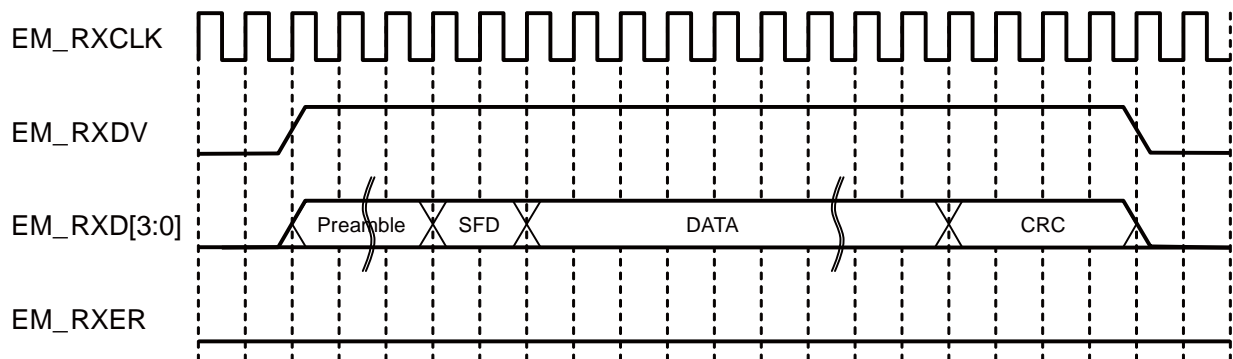 EM_RXCLK
EM_RXDV
EM_RXD[3:0]
Preamble SFD DATA CRC
EM_RXER